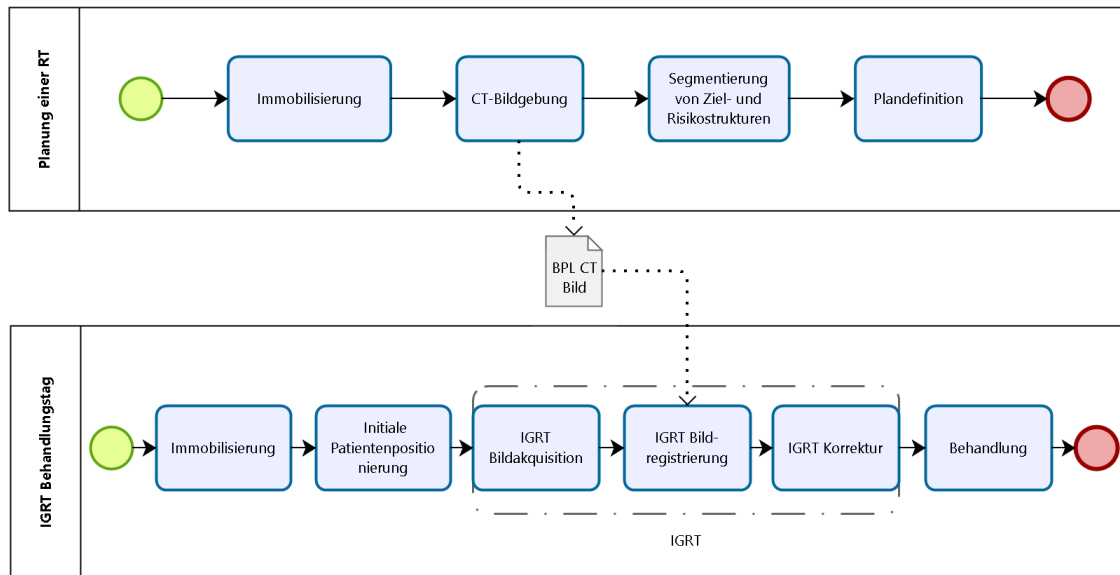 Planung einer RT
Immobilisierung
CT-Bildgebung
Segmentierung
von Ziel- und
Risikostrukturen
Plandefinition
BPL CT
Bild
IGRT Behandlungstag
Immobilisierung
Initiale
Patientenpositio
nierung
IGRT
Bildakquisition
IGRT Bild-
registrierung
IGRT Korrektur
Behandlung
IGRT